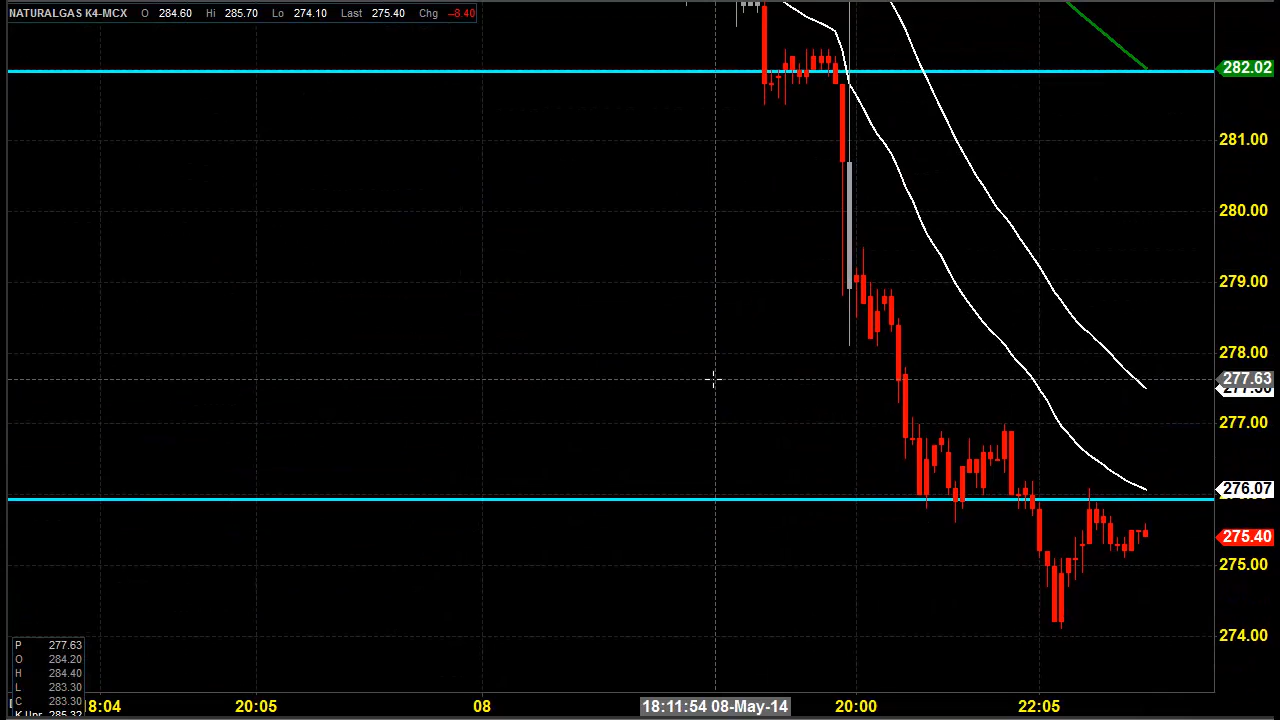 NATURALGAS K4-MCX O 284.60 Hi 285.70 Lo 274.10 Last 275.40 Chg –8.40
282.02
281.00
280.00
279.00
278.00
277.63
277.00
276.07
275.40
275.00
274.00
P 277.63
O 284.20
H 284.40
L 283.30
C 283.30
K Upr 285.32
8:04 20:05 08 18:11:54 08-May-14 20:00 22:05